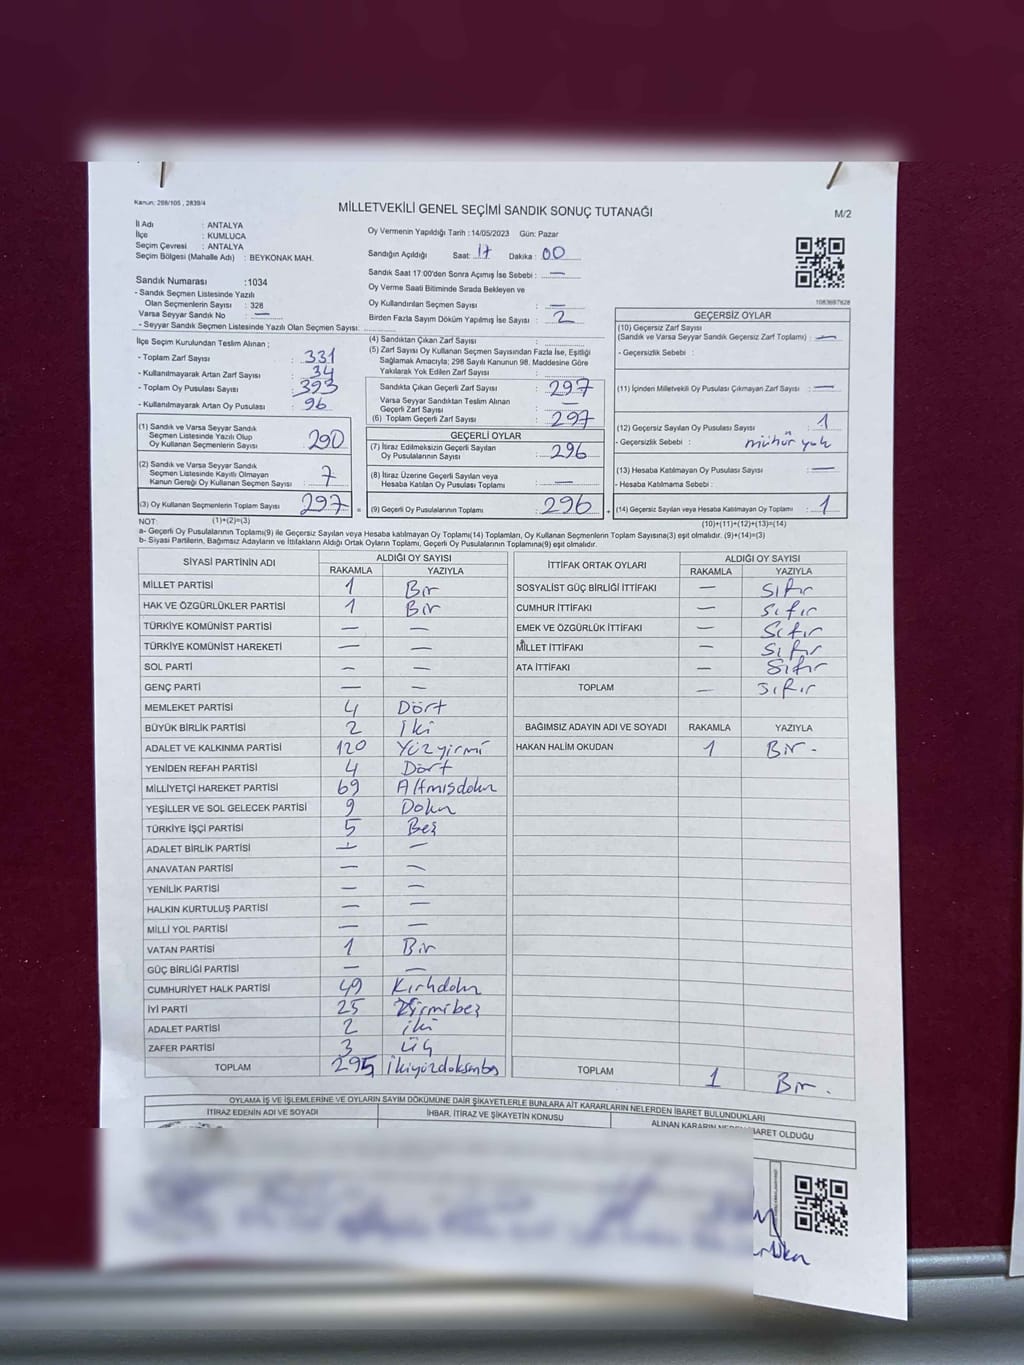 Kanun: 298/105 , 2839/4
MİLLETVEKİLİ GENEL SEÇİMİ SANDIK SONUÇ TUTANAĞI
M/2
İl Adı : ANTALYA
İlçe : KUMLUCA
Seçim Çevresi : ANTALYA
Seçim Bölgesi (Mahalle Adı) : BEYKONAK MAH.
Oy Vermenin Yapıldığı Tarih : 14/05/2023 Gün: Pazar
Sandığın Açıldığı Saat: 17 Dakika : 00
Sandık Saat 17:00'den Sonra Açımış İse Sebebi : —
Oy Verme Saati Bitiminde Sırada Bekleyen ve
Oy Kullandırılan Seçmen Sayısı : —
Birden Fazla Sayım Döküm Yapılmış İse Sayısı : 2
Sandık Numarası :1034
- Sandık Seçmen Listesinde Yazılı
Olan Seçmenlerin Sayısı : 328
Varsa Seyyar Sandık No : —
- Seyyar Sandık Seçmen Listesinde Yazılı Olan Seçmen Sayısı:
İlçe Seçim Kurulundan Teslim Alınan ;
- Toplam Zarf Sayısı : 331
- Kullanılmayarak Artan Zarf Sayısı : 34
- Toplam Oy Pusulası Sayısı : 393
- Kullanılmayarak Artan Oy Pusulası : 96
(1) Sandık ve Varsa Seyyar Sandık
Seçmen Listesinde Yazılı Olup
Oy Kullanan Seçmenlerin Sayısı : 290
(2) Sandık ve Varsa Seyyar Sandık
Seçmen Listesinde Kayıtlı Olmayan
Kanun Gereği Oy Kullanan Seçmen Sayısı : 7
(3) Oy Kullanan Seçmenlerin Toplam Sayısı : 297
(1)+(2)=(3)
(4) Sandıktan Çıkan Zarf Sayısı :
(5) Zarf Sayısı Oy Kullanan Seçmen Sayısından Fazla İse, Eşitliği
Sağlamak Amacıyla; 298 Sayılı Kanunun 98. Maddesine Göre
Yakılarak Yok Edilen Zarf Sayısı :
Sandıkta Çıkan Geçerli Zarf Sayısı : 297
Varsa Seyyar Sandıktan Teslim Alınan
Geçerli Zarf Sayısı : —
(6) Toplam Geçerli Zarf Sayısı : 297
GEÇERLİ OYLAR
(7) İtiraz Edilmeksizin Geçerli Sayılan
Oy Pusulalarının Sayısı : 296
(8) İtiraz Üzerine Geçerli Sayılan veya
Hesaba Katılan Oy Pusulası Toplamı : —
= (9) Geçerli Oy Pusulalarının Toplamı : 296
1083697828
GEÇERSİZ OYLAR
(10) Geçersiz Zarf Sayısı
(Sandık ve Varsa Seyyar Sandık Geçersiz Zarf Toplamı) : —
- Geçersizlik Sebebi :
(11) İçinden Milletvekili Oy Pusulası Çıkmayan Zarf Sayısı : —
(12) Geçersiz Sayılan Oy Pusulası Sayısı : 1
- Geçersizlik Sebebi : mühür yok
(13) Hesaba Katılmayan Oy Pusulası Sayısı : —
- Hesaba Katılmama Sebebi :
+ (14) Geçersiz Sayılan veya Hesaba Katılmayan Oy Toplamı : 1
(10)+(11)+(12)+(13)=(14)
NOT:
a- Geçerli Oy Pusulalarının Toplamı(9) ile Geçersiz Sayılan veya Hesaba Katılmayan Oy Toplamı(14) Toplamları, Oy Kullanan Seçmenlerin Toplam Sayısına(3) eşit olmalıdır. (9)+(14)=(3)
b- Siyasi Partilerin, Bağımsız Adayların ve İttifakların Aldığı Ortak Oyların Toplamı, Geçerli Oy Pusulalarının Toplamına(9) eşit olmalıdır.
SİYASİ PARTİNİN ADI ALDIĞI OY SAYISI
RAKAMLA YAZIYLA
MİLLET PARTİSİ 1 Bir
HAK VE ÖZGÜRLÜKLER PARTİSİ 1 Bir
TÜRKİYE KOMÜNİST PARTİSİ — —
TÜRKİYE KOMÜNİST HAREKETİ — —
SOL PARTİ — —
GENÇ PARTİ — —
MEMLEKET PARTİSİ 4 Dört
BÜYÜK BİRLİK PARTİSİ 2 iki
ADALET VE KALKINMA PARTİSİ 120 Yüzyirmi
YENİDEN REFAH PARTİSİ 4 Dört
MİLLİYETÇİ HAREKET PARTİSİ 69 Altmışdokuz
YEŞİLLER VE SOL GELECEK PARTİSİ 9 Dokuz
TÜRKİYE İŞÇİ PARTİSİ 5 Beş
ADALET BİRLİK PARTİSİ — —
ANAVATAN PARTİSİ — —
YENİLİK PARTİSİ — —
HALKIN KURTULUŞ PARTİSİ — —
MİLLİ YOL PARTİSİ — —
VATAN PARTİSİ 1 Bir
GÜÇ BİRLİĞİ PARTİSİ — —
CUMHURİYET HALK PARTİSİ 49 Kırkdokuz
İYİ PARTİ 25 Yirmibeş
ADALET PARTİSİ 2 iki
ZAFER PARTİSİ 3 üç
TOPLAM 295 ikiyüzdoksanbeş
İTTİFAK ORTAK OYLARI ALDIĞI OY SAYISI
RAKAMLA YAZIYLA
SOSYALİST GÜÇ BİRLİĞİ İTTİFAKI — Sıfır
CUMHUR İTTİFAKI — Sıfır
EMEK VE ÖZGÜRLÜK İTTİFAKI — Sıfır
MİLLET İTTİFAKI — Sıfır
ATA İTTİFAKI — Sıfır
TOPLAM — Sıfır
BAĞIMSIZ ADAYIN ADI VE SOYADI RAKAMLA YAZIYLA
HAKAN HALİM OKUDAN 1 Bir.
TOPLAM 1 Bir.
OYLAMA İŞ VE İŞLEMLERİNE VE OYLARIN SAYIM DÖKÜMÜNE DAİR ŞİKAYETLERLE BUNLARA AİT KARARLARIN NELERDEN İBARET BULUNDUKLARI
İTİRAZ EDENİN ADI VE SOYADI İHBAR, İTİRAZ VE ŞİKAYETİN KONUSU ALINAN KARARIN İBARET OLDUĞU